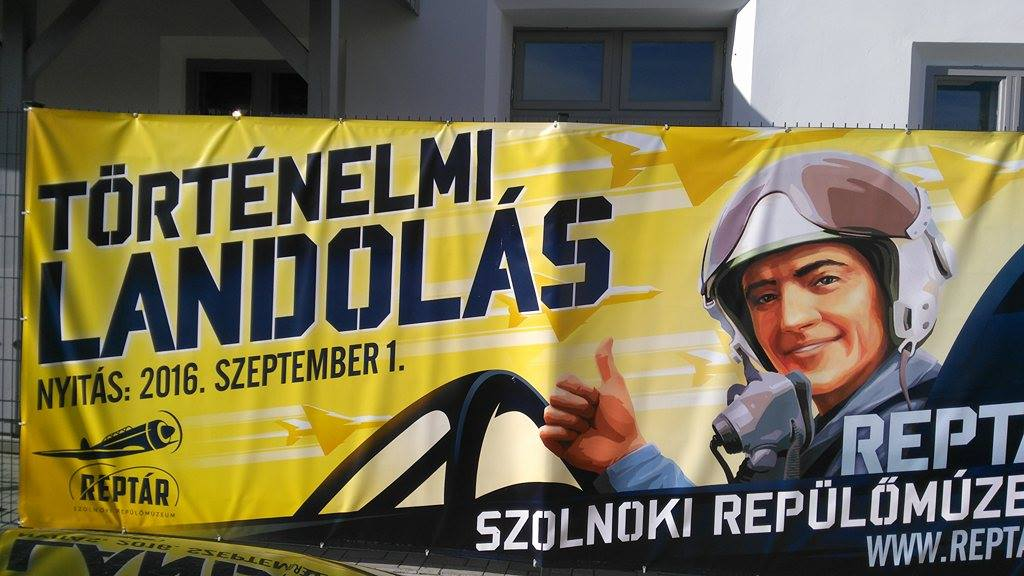 TÖRTÉNELMI
LANDOLÁS
NYITÁS: 2016. SZEPTEMBER 1.
REPTÁR
SZOLNOKI REPÜLŐMÚZEUM
REPTÁ
SZOLNOKI REPÜLŐMÚZE
WWW.REPTÁ